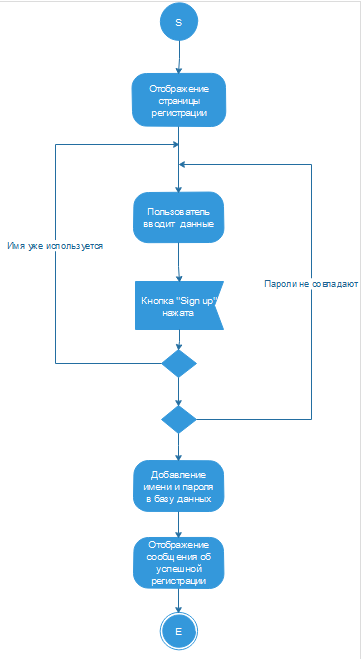 S
Отображение
страницы
регистрации
Пользователь
вводит данные
Имя уже используется
Пароли не совпадают
Кнопка "Sign up"
нажата
Добавление
имени и пароля
в базу данных
Отображение
сообщения об
успешной
регистрации
E